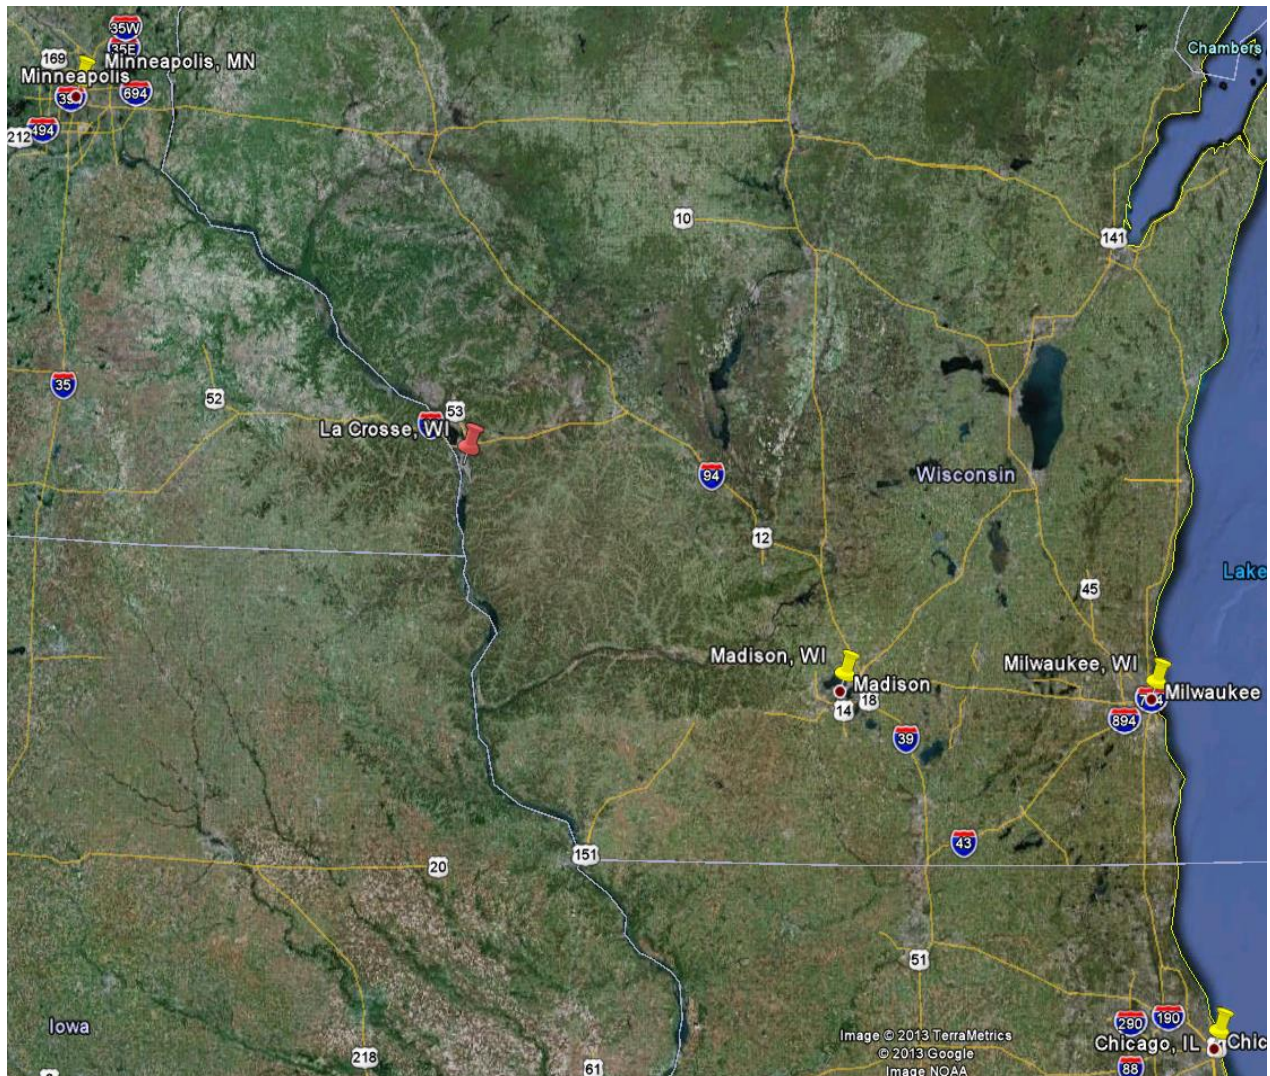 35W
35E
169
Minneapolis, MN
Minneapolis
694
494
212
Chambers
10
141
35
52
53
La Crosse, WI
94
Wisconsin
12
Lake
45
Madison, WI
Madison
14
18
Milwaukee, WI
Milwaukee
894
39
43
151
20
51
Iowa
218
61
290
190
Chicago, IL
Chic
88
Image © 2013 TerraMetrics
© 2013 Google
Image NOAA